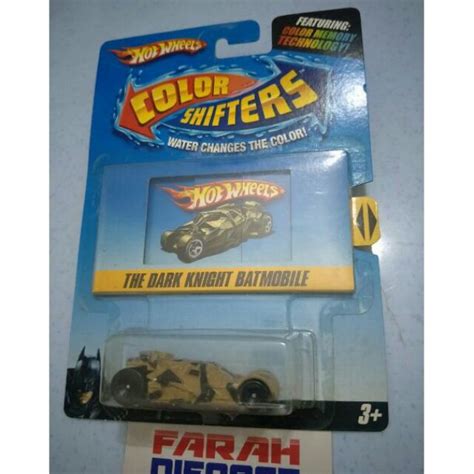 FEATURING:
COLOR MEMORY
TECHNOLOGY!
HOT WHEELS
COLOR
SHIFTERS
WATER CHANGES THE COLOR!
HOT WHEELS
THE DARK KNIGHT BATMOBILE
3+
FARAH
DIECAST